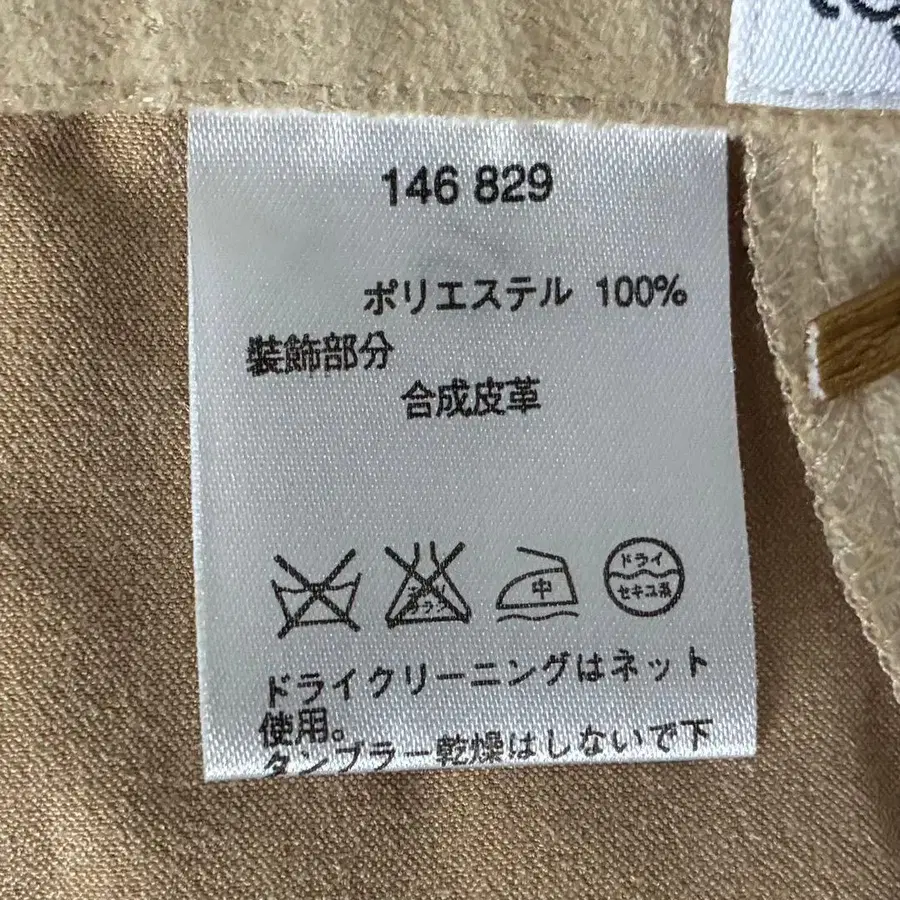 146 829
ポリエステル 100%
装飾部分
合成皮革
中
ドライ
セキユ系
ドライクリーニングはネット
使用。
タンブラー乾燥はしないで下